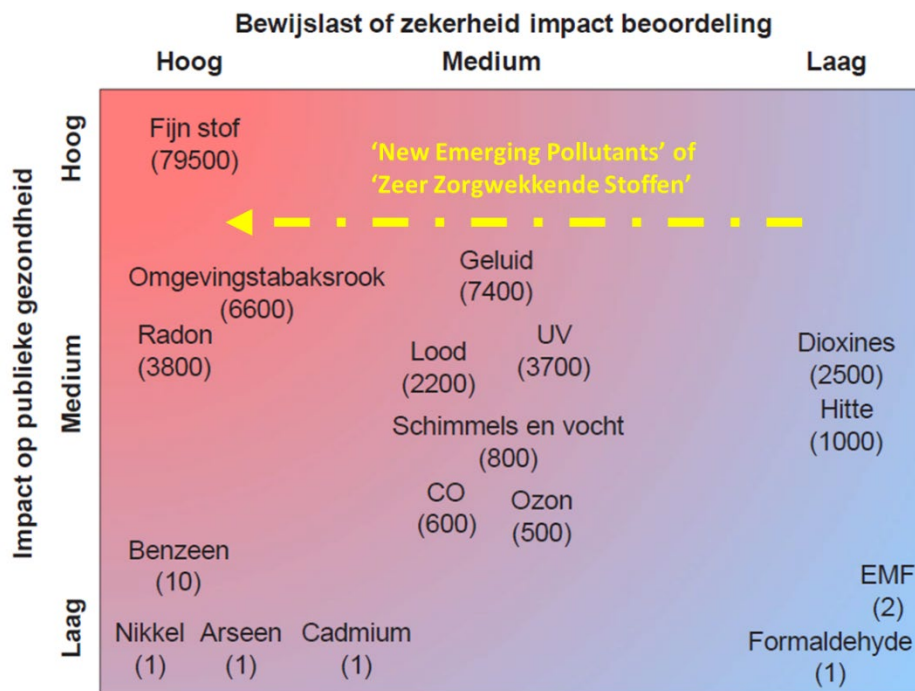 Bewijslast of zekerheid impact beoordeling
Hoog Medium Laag
Impact op publieke gezondheid
Hoog
Medium
Laag
Fijn stof
(79500)
‘New Emerging Pollutants’ of
‘Zeer Zorgwekkende Stoffen’
Omgevingstabaksrook
(6600)
Geluid
(7400)
Radon
(3800)
Lood
(2200)
UV
(3700)
Dioxines
(2500)
Hitte
(1000)
Schimmels en vocht
(800)
CO
(600)
Ozon
(500)
Benzeen
(10)
EMF
(2)
Nikkel
(1)
Arseen
(1)
Cadmium
(1)
Formaldehyde
(1)